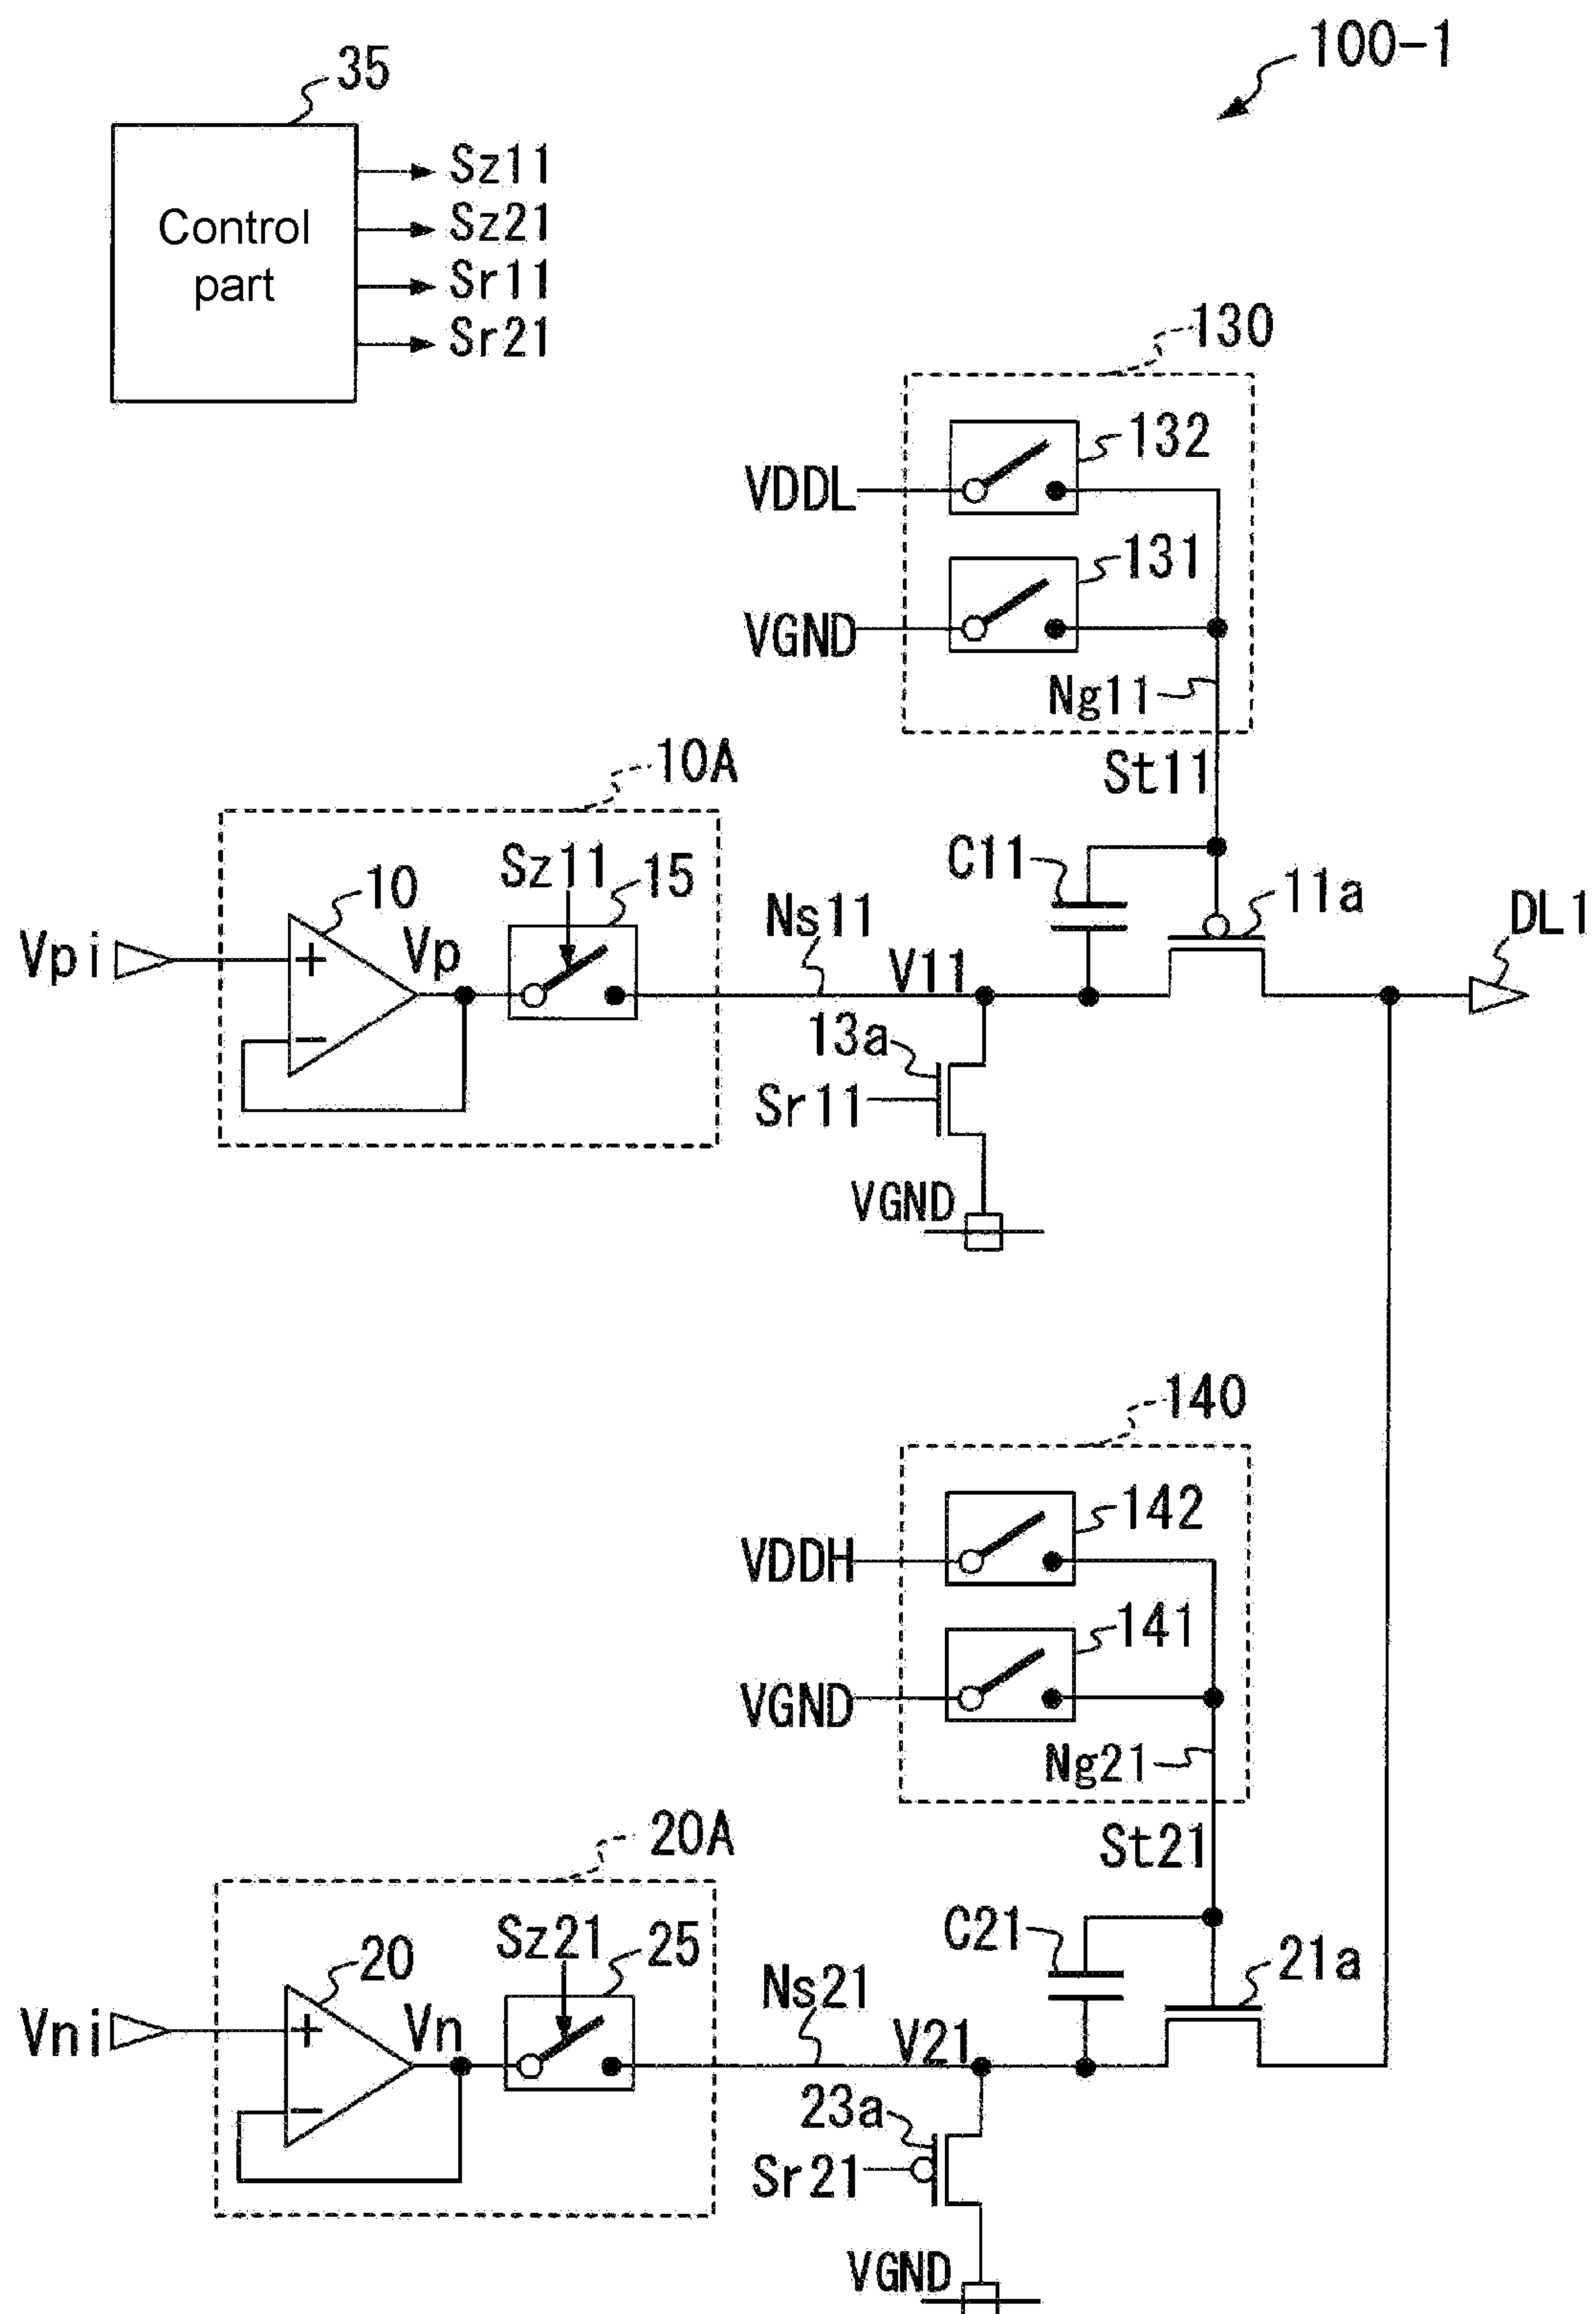 100-1
35
Control
part
Sz11
Sz21
Sr11
Sr21
130
132
VDDL
131
VGND
Ng11
St11
10A
Sz11
15
10
Vp
Vpi
+
−
Ns11
V11
C11
11a
DL1
13a
Sr11
VGND
140
142
VDDH
141
VGND
Ng21
St21
20A
Sz21
25
20
Vn
Vni
+
−
Ns21
V21
C21
21a
23a
Sr21
VGND